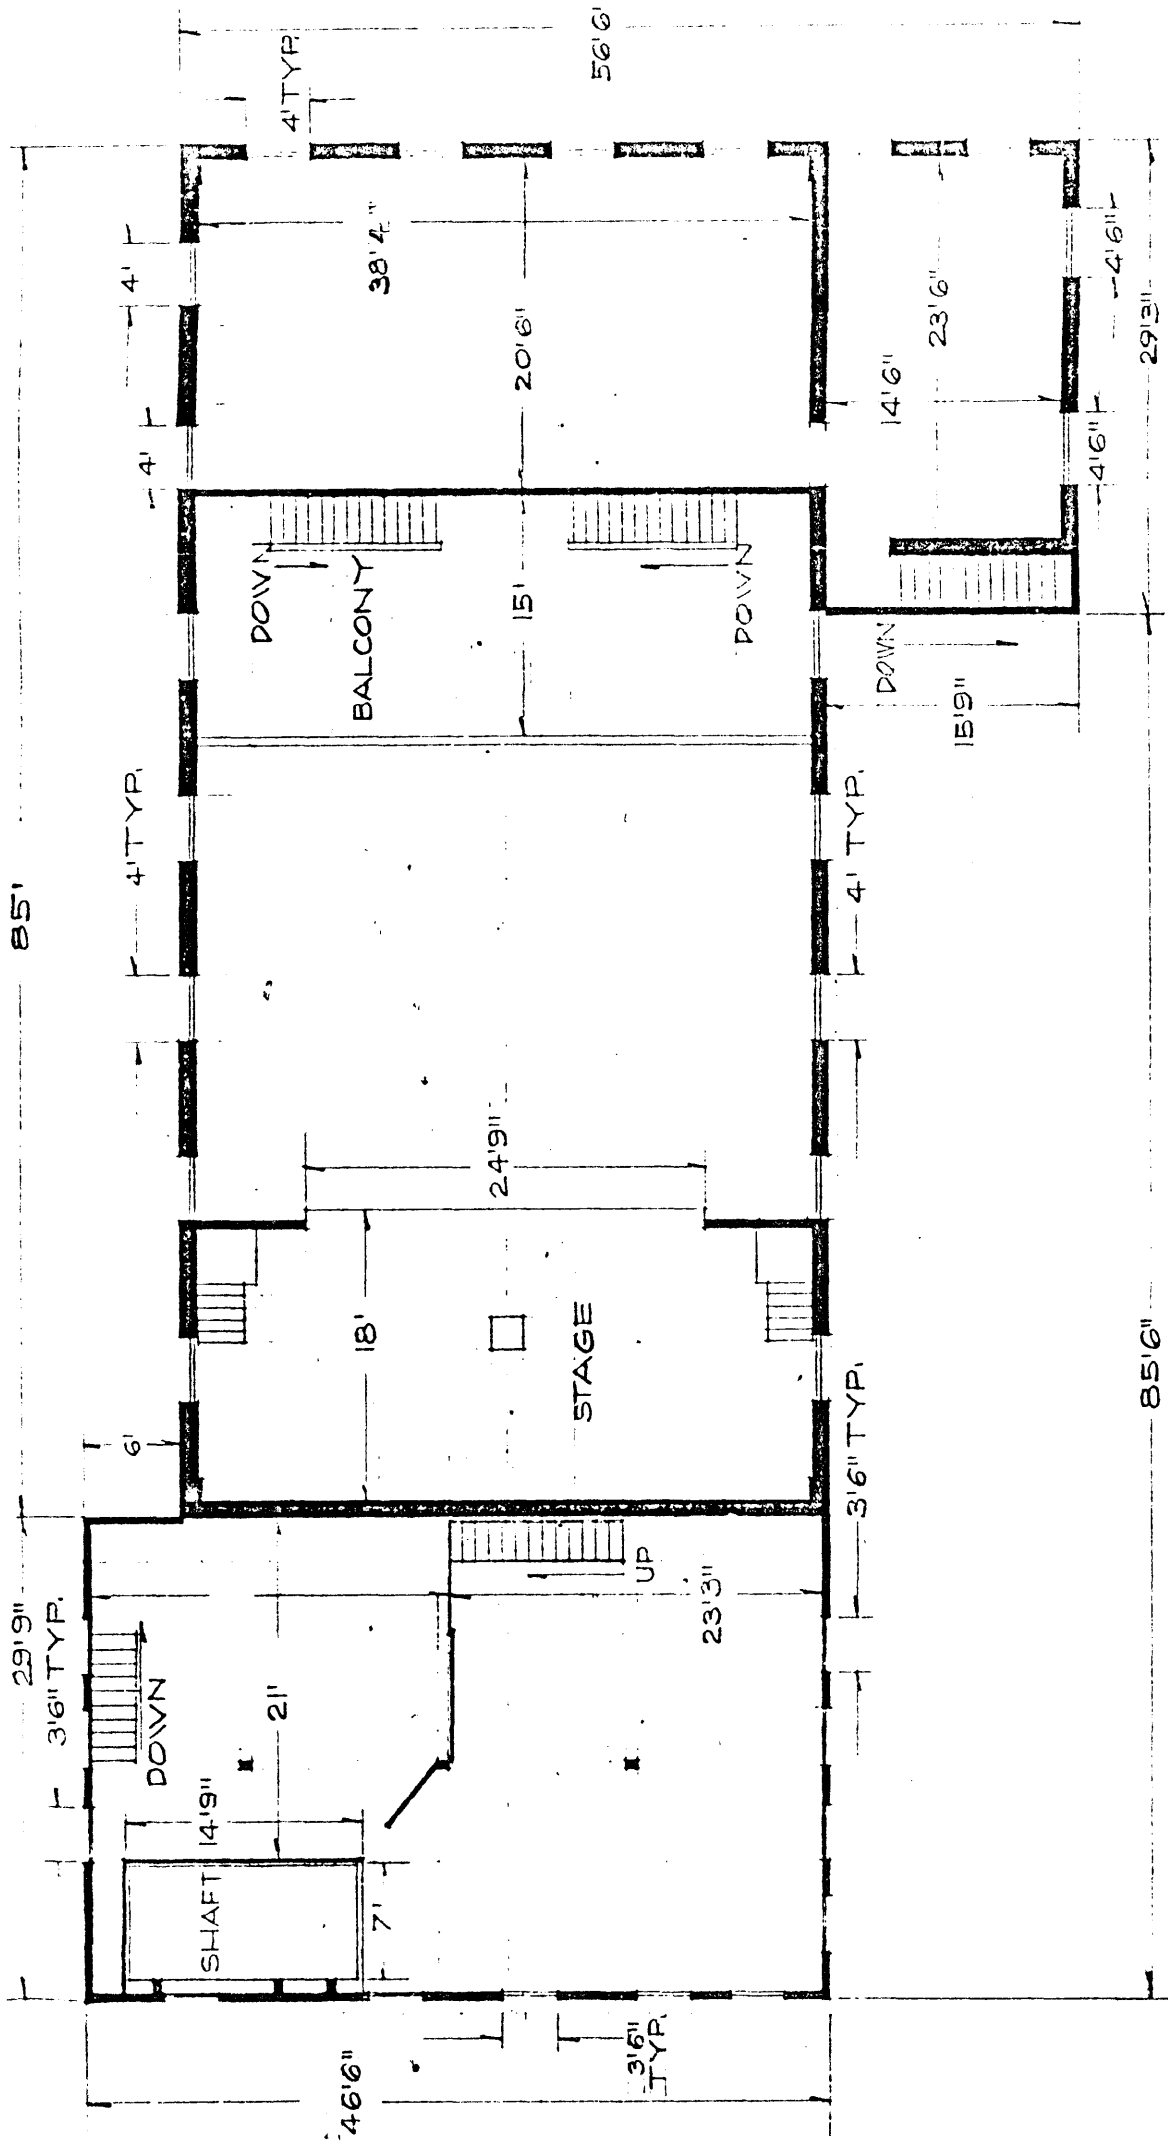 56'6"
4' TYP.
85'
4'
4'
38'4"
20'6"
23'6"
14'6"
4'6"
4'6"
29'3"
DOWN
BALCONY
15'
DOWN
DOWN
15'9"
4' TYP.
4' TYP.
24'9"
18'
STAGE
6'
3'6" TYP.
85'6"
29'9"
3'6" TYP.
UP
23'3"
DOWN
21'
14'9"
SHAFT
7'
3'6"
TYP.
46'6"